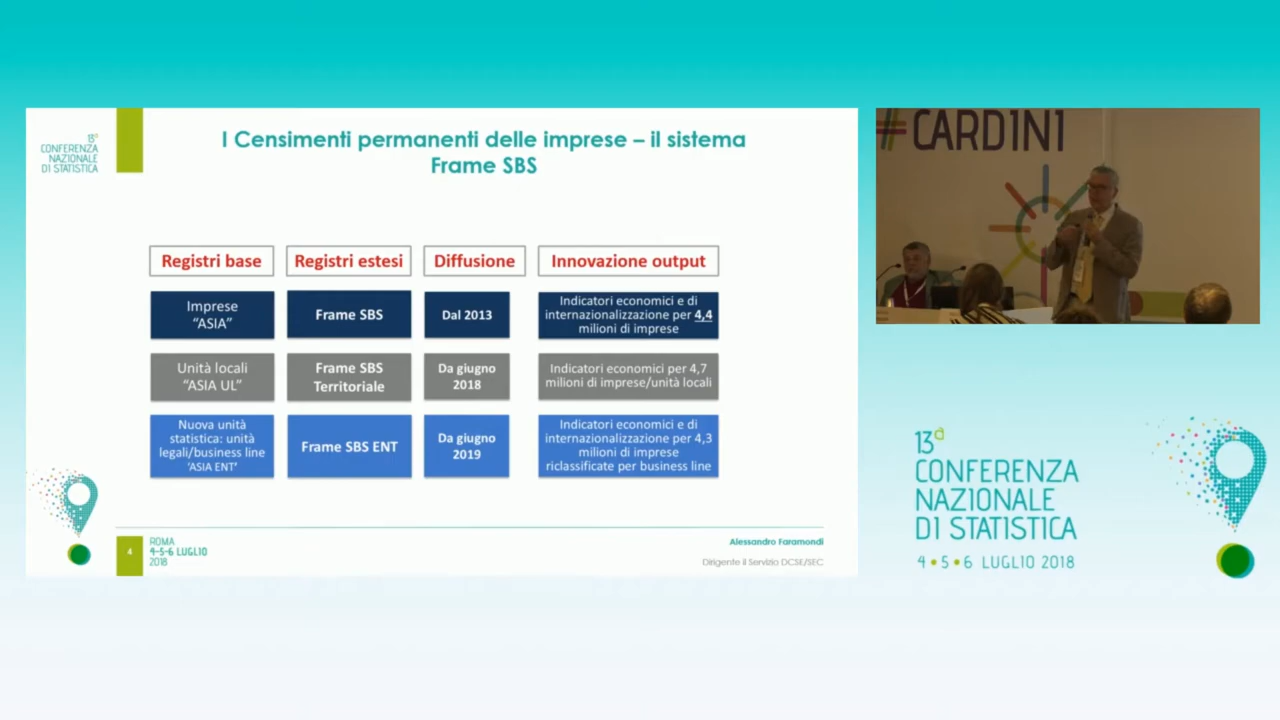 13ª
CONFERENZA
NAZIONALE
DI STATISTICA
I Censimenti permanenti delle imprese – il sistema
Frame SBS
Registri base
Registri estesi
Diffusione
Innovazione output
Imprese
“ASIA”
Frame SBS
Dal 2013
Indicatori economici e di
internazionalizzazione per 4,4
milioni di imprese
Unità locali
“ASIA UL”
Frame SBS
Territoriale
Da giugno
2018
Indicatori economici per 4,7
milioni di imprese/unità locali
Nuova unità
statistica: unità
legali/business line
‘ASIA ENT’
Frame SBS ENT
Da giugno
2019
Indicatori economici e di
internazionalizzazione per 4,3
milioni di imprese
riclassificate per business line
4
ROMA
4-5-6 LUGLIO
2018
Alessandro Faramondi
Dirigente il Servizio DCSE/SEC
#CARDINI
13ª
CONFERENZA
NAZIONALE
DI STATISTICA
4•5•6 LUGLIO 2018